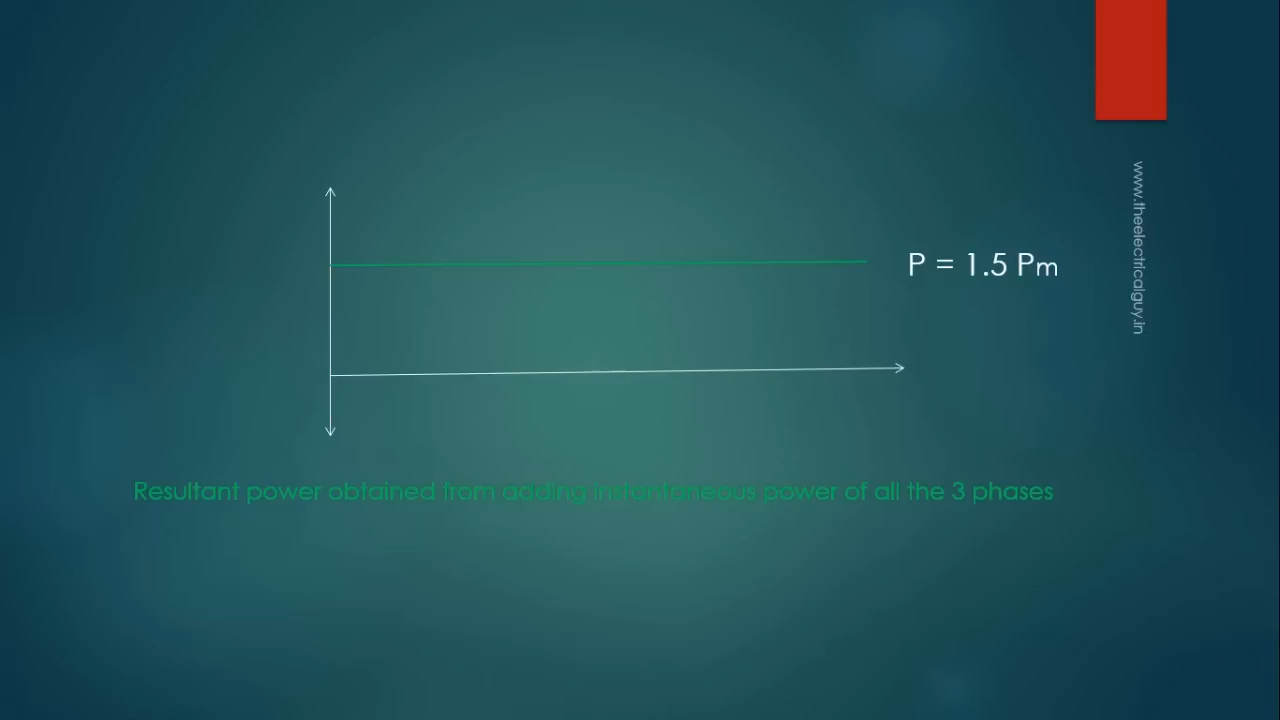 P = 1.5 Pm
www.theelectricalguy.in
Resultant power obtained from adding instantaneous power of all the 3 phases